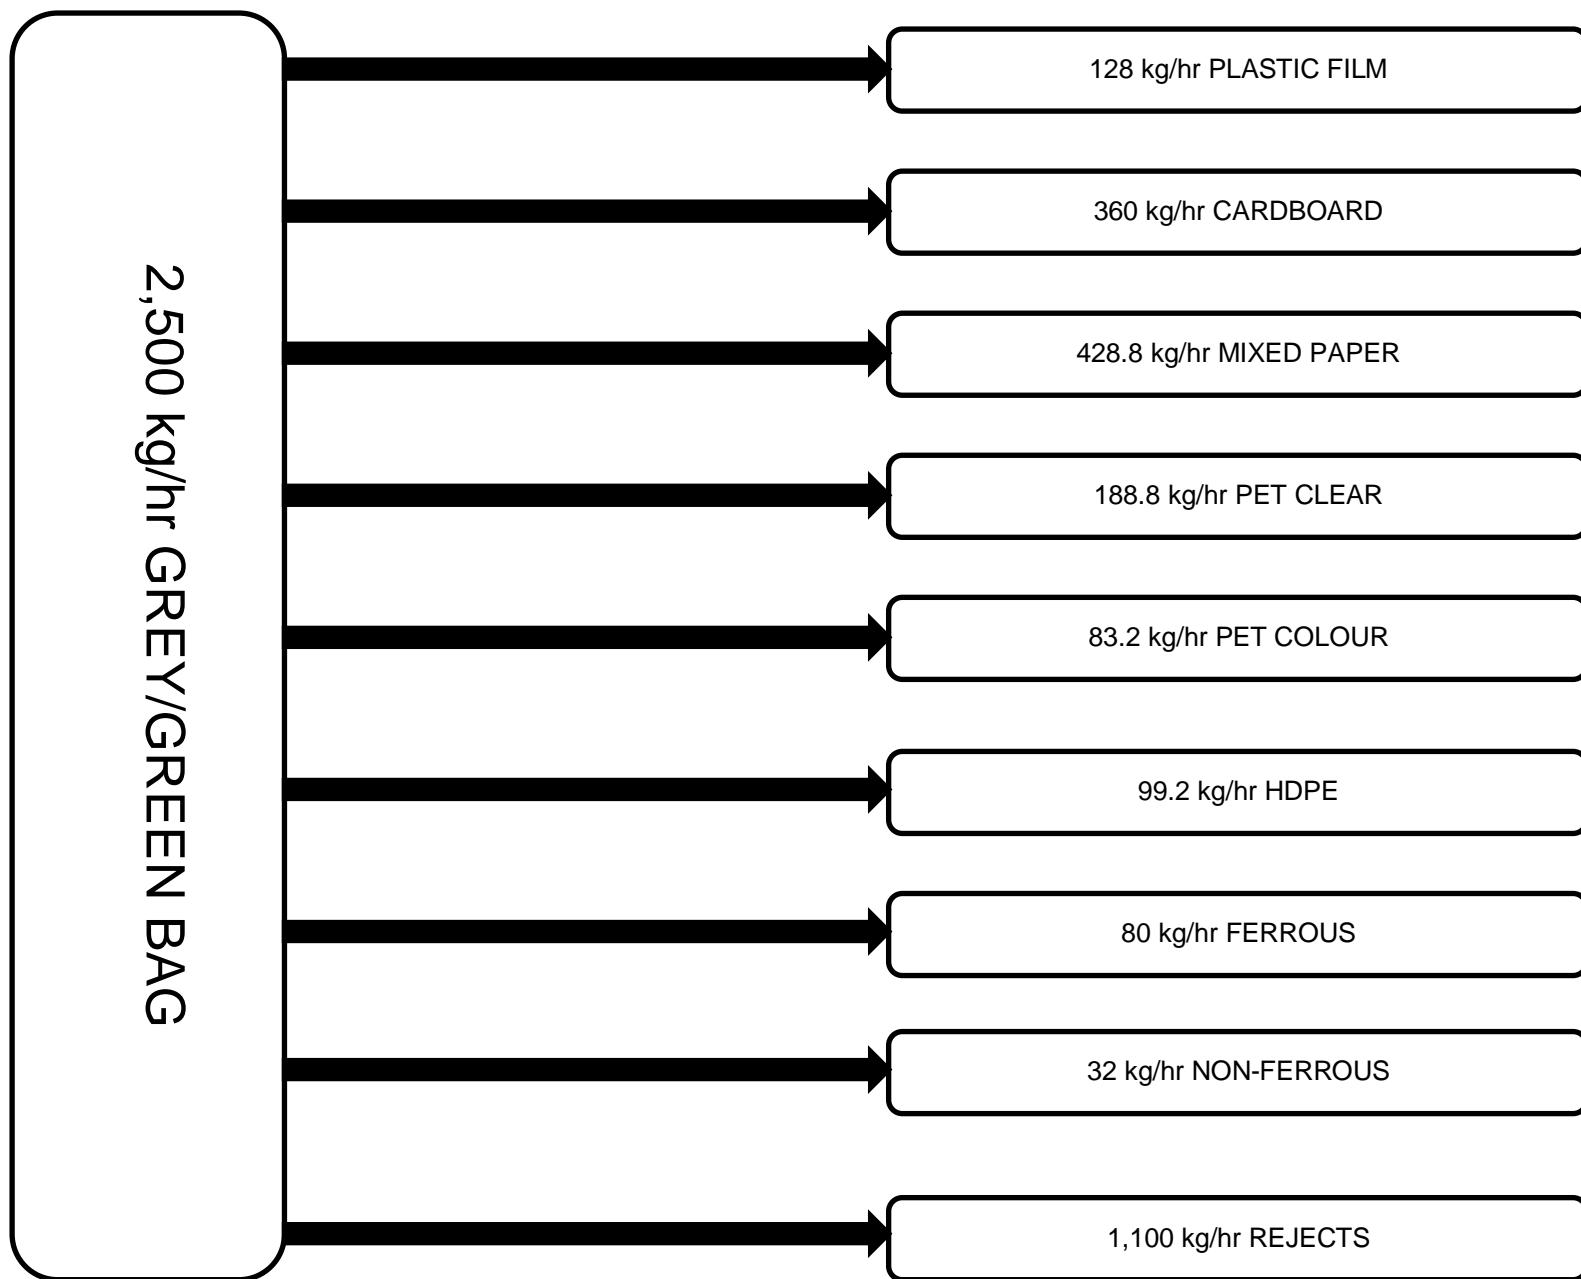 2,500 kg/hr GREY/GREEN BAG
128 kg/hr PLASTIC FILM
360 kg/hr CARDBOARD
428.8 kg/hr MIXED PAPER
188.8 kg/hr PET CLEAR
83.2 kg/hr PET COLOUR
99.2 kg/hr HDPE
80 kg/hr FERROUS
32 kg/hr NON-FERROUS
1,100 kg/hr REJECTS